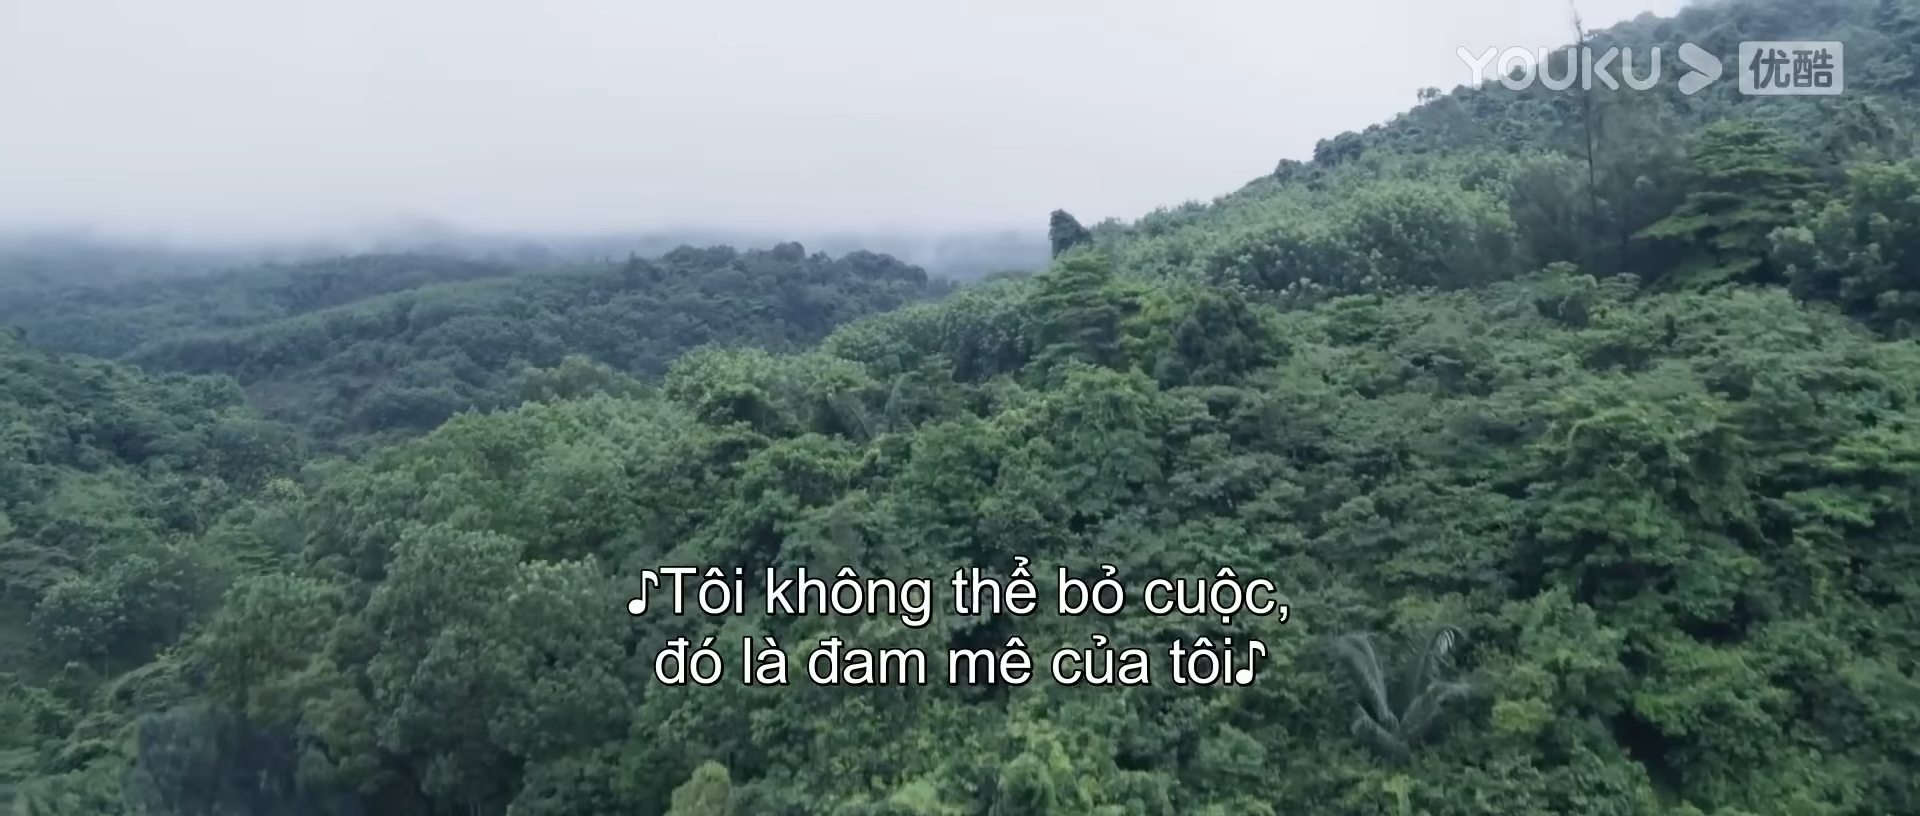 YOUKU 优酷
♪Tôi không thể bỏ cuộc,
đó là đam mê của tôi♪